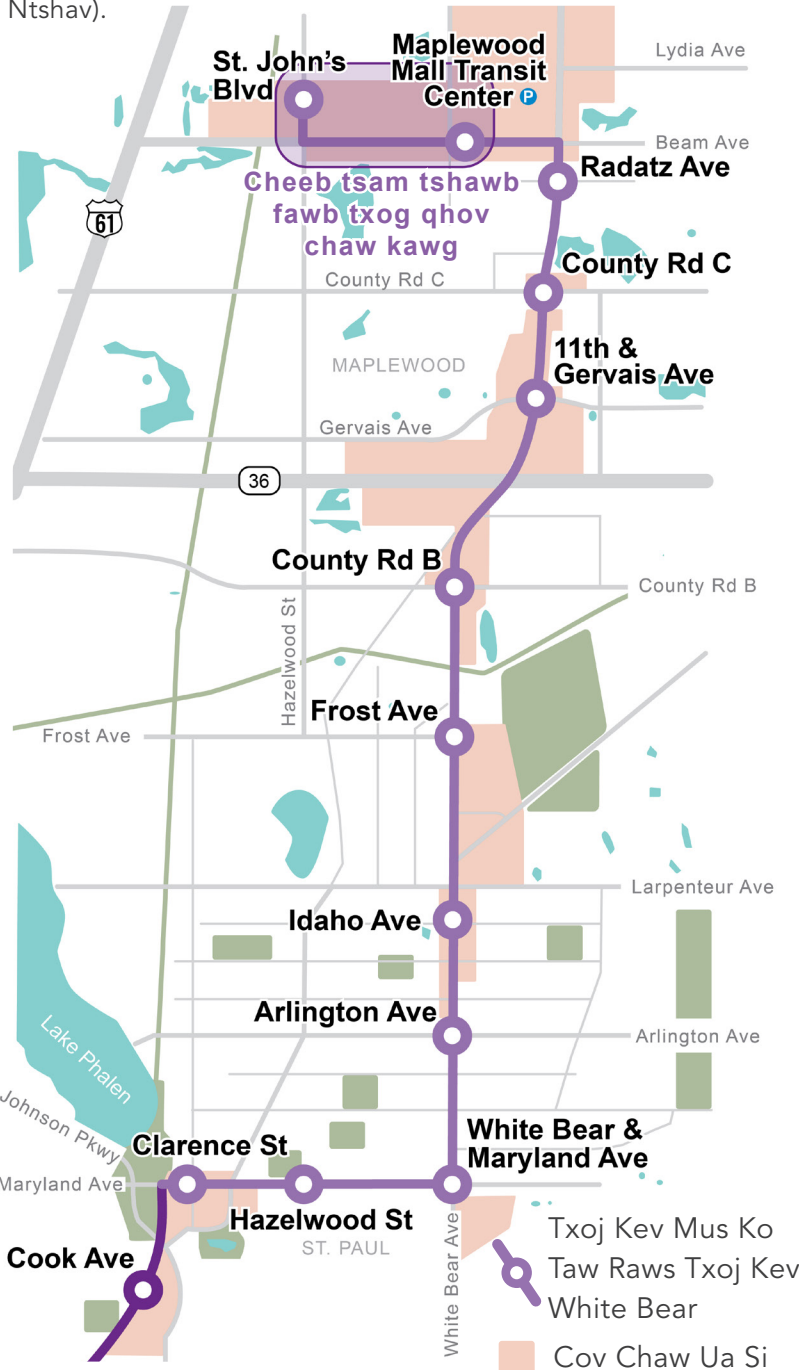 Ntshav).
St. John's
Blvd
Maplewood
Mall Transit
Center P
Lydia Ave
Beam Ave
Radatz Ave
Cheeb tsam tshawb
fawb txog qhov
chaw kawg
61
County Rd C
County Rd C
11th &
Gervais Ave
MAPLEWOOD
Gervais Ave
36
County Rd B
County Rd B
Hazelwood St
Frost Ave
Frost Ave
Larpenteur Ave
Idaho Ave
Arlington Ave
Arlington Ave
Lake Phalen
Johnson Pkwy
Clarence St
White Bear &
Maryland Ave
Maryland Ave
Hazelwood St
ST. PAUL
White Bear Ave
Cook Ave
Txoj Kev Mus Ko
Taw Raws Txoj Kev
White Bear
Cov Chaw Ua Si